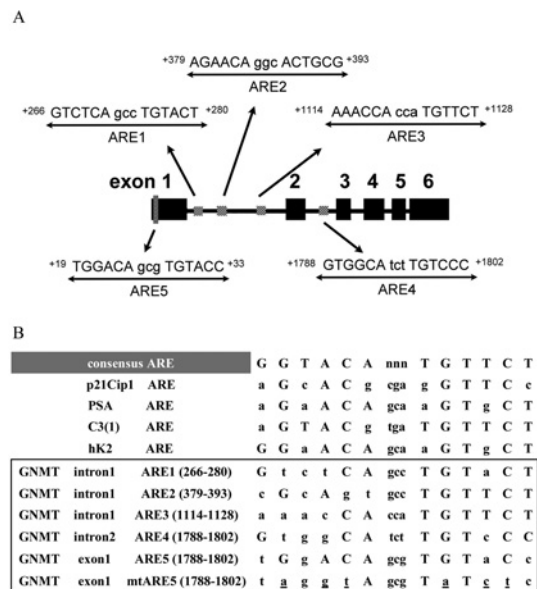 A
+379 AGAACA ggc ACTGCG +393
ARE2
+266 GTCTCA gcc TGTACT +280
ARE1
+1114 AAACCA cca TGTTCT +1128
ARE3
exon 1 2 3 4 5 6
+19 TGGACA gcg TGTACC +33
ARE5
+1788 GTGGCA tct TGTCCC +1802
ARE4
B
consensus ARE G G T A C A nnn T G T T C T
p21Cip1 ARE a G c A C g cga g G T T C c
PSA ARE a G a A C A gca a G T g C T
C3(1) ARE a G T A C g tga T G T T C T
hK2 ARE G G a A C A gca a G T g C T
GNMT intron1 ARE1 (266-280) G t c t C A gcc T G T a C T
GNMT intron1 ARE2 (379-393) c G c A g t gcc T G T T C T
GNMT intron1 ARE3 (1114-1128) a a a c C A cca T G T T C T
GNMT intron2 ARE4 (1788-1802) G t g g C A tct T G T c C C
GNMT exon1 ARE5 (1788-1802) t G g A C A gcg T G T a C c
GNMT exon1 mtARE5 (1788-1802) t a g g t A gcg T a T c t c